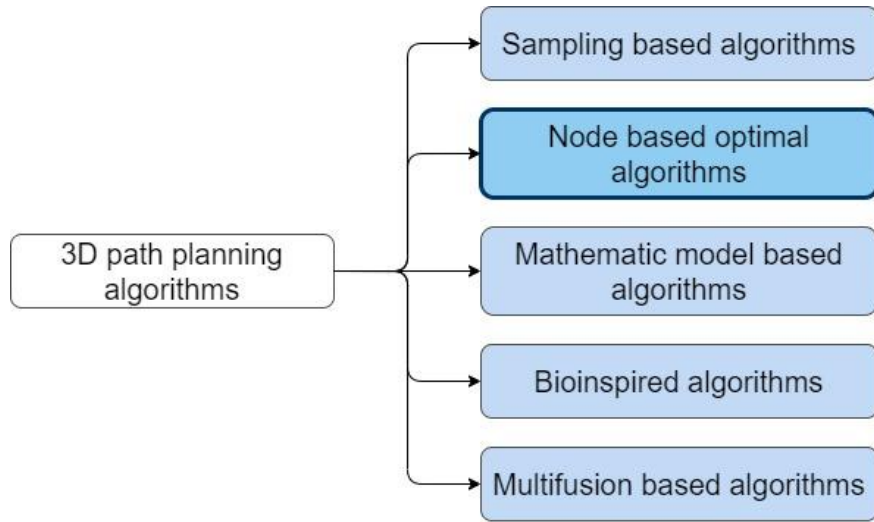 Sampling based algorithms
Node based optimal
algorithms
3D path planning
algorithms
Mathematic model based
algorithms
Bioinspired algorithms
Multifusion based algorithms